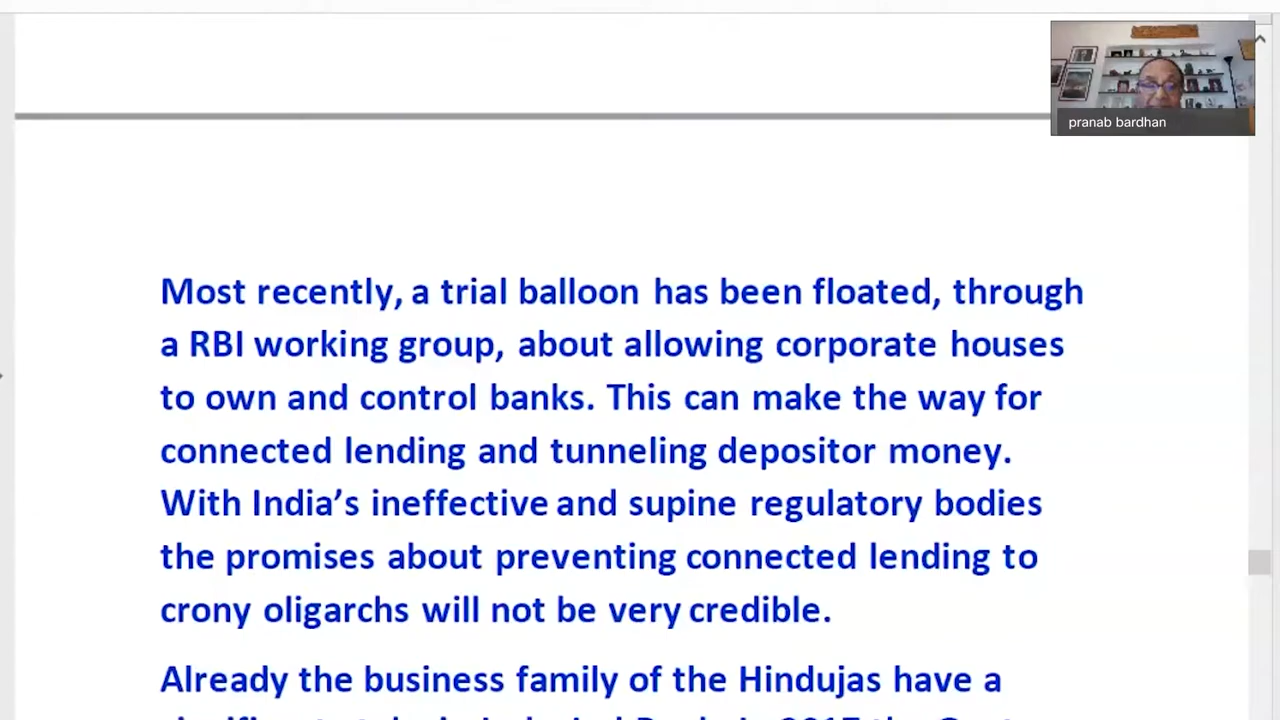 pranab bardhan
Most recently, a trial balloon has been floated, through
a RBI working group, about allowing corporate houses
to own and control banks. This can make the way for
connected lending and tunneling depositor money.
With India’s ineffective and supine regulatory bodies
the promises about preventing connected lending to
crony oligarchs will not be very credible.
Already the business family of the Hindujas have a